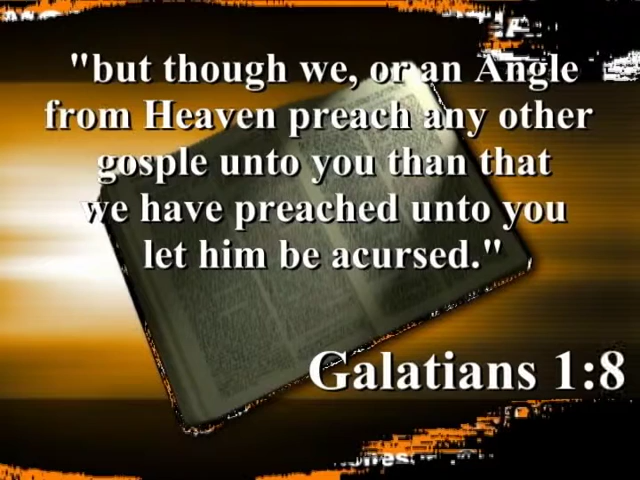 "but though we, or an Angle
from Heaven preach any other
gosple unto you than that
we have preached unto you
let him be acursed."
Galatians 1:8